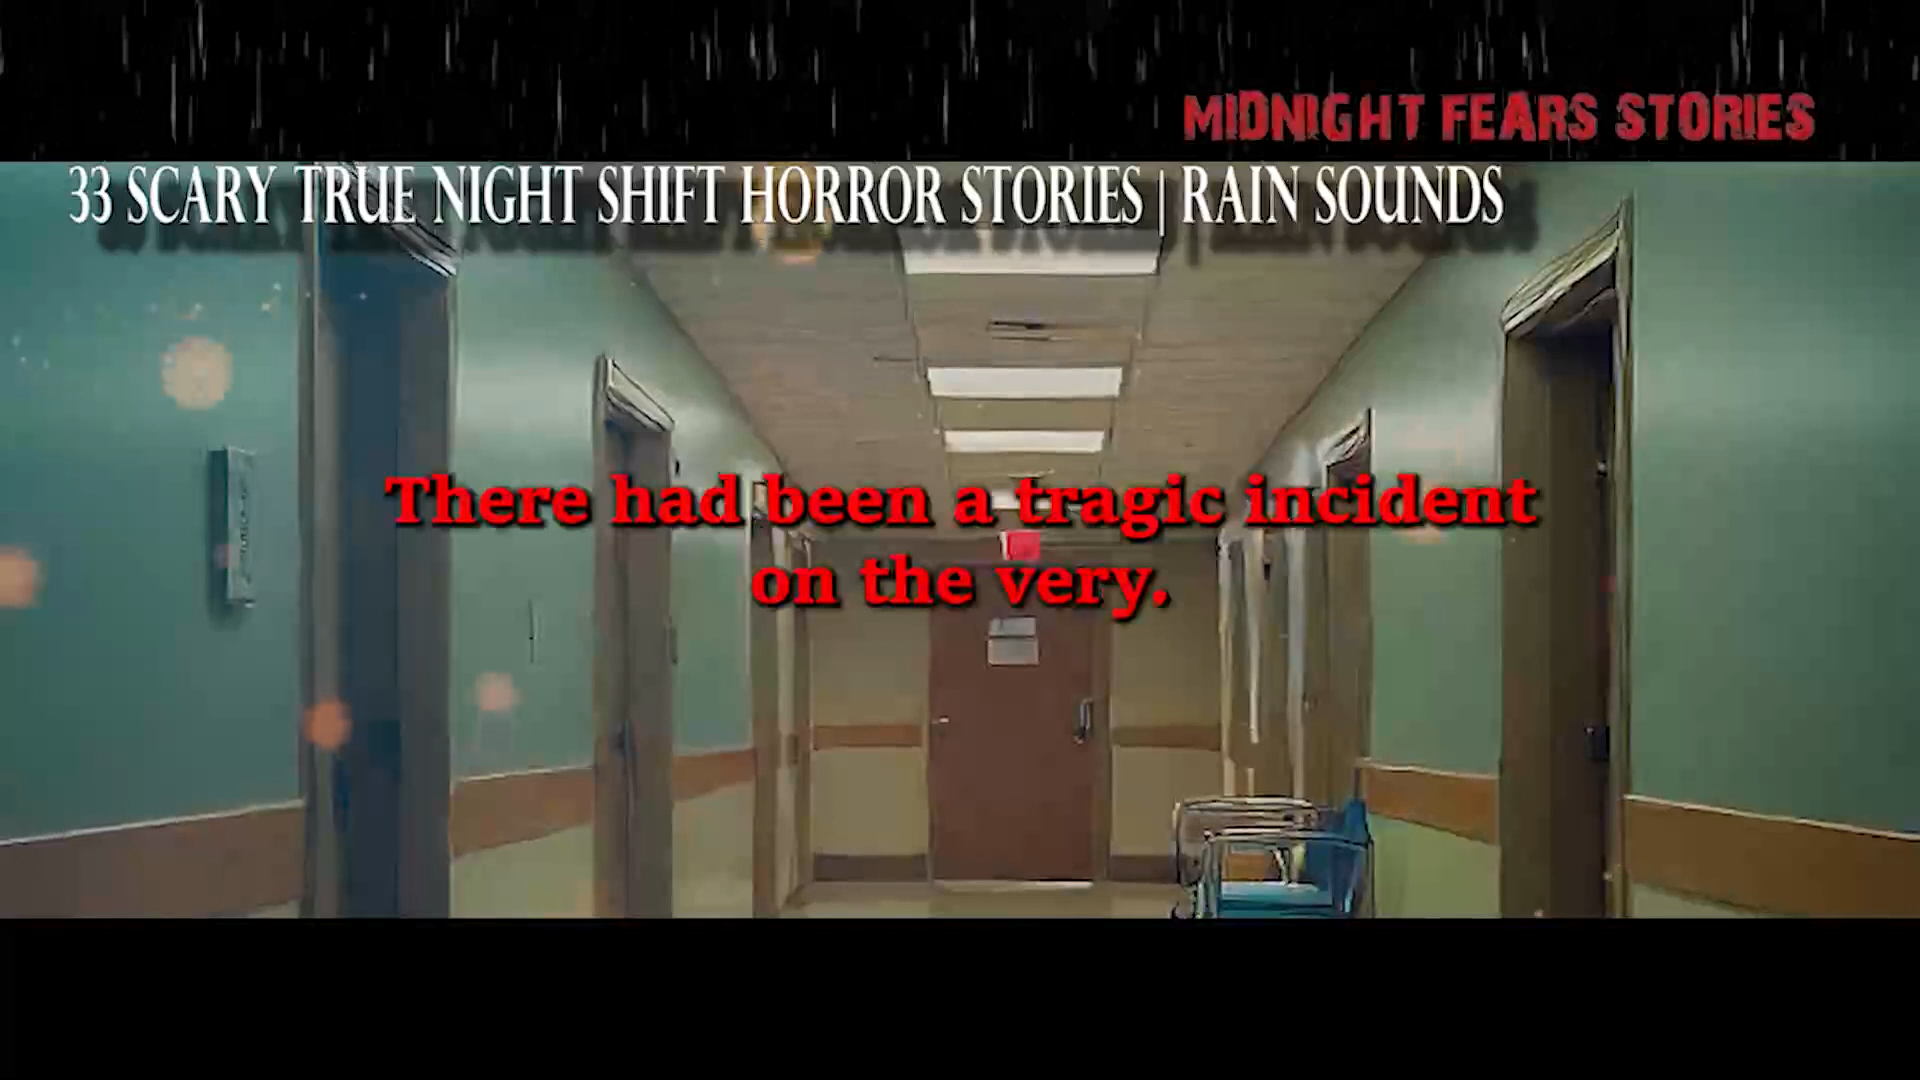 MIDNIGHT FEARS STORIES
33 SCARY TRUE NIGHT SHIFT HORROR STORIES | RAIN SOUNDS
There had been a tragic incident
on the very.